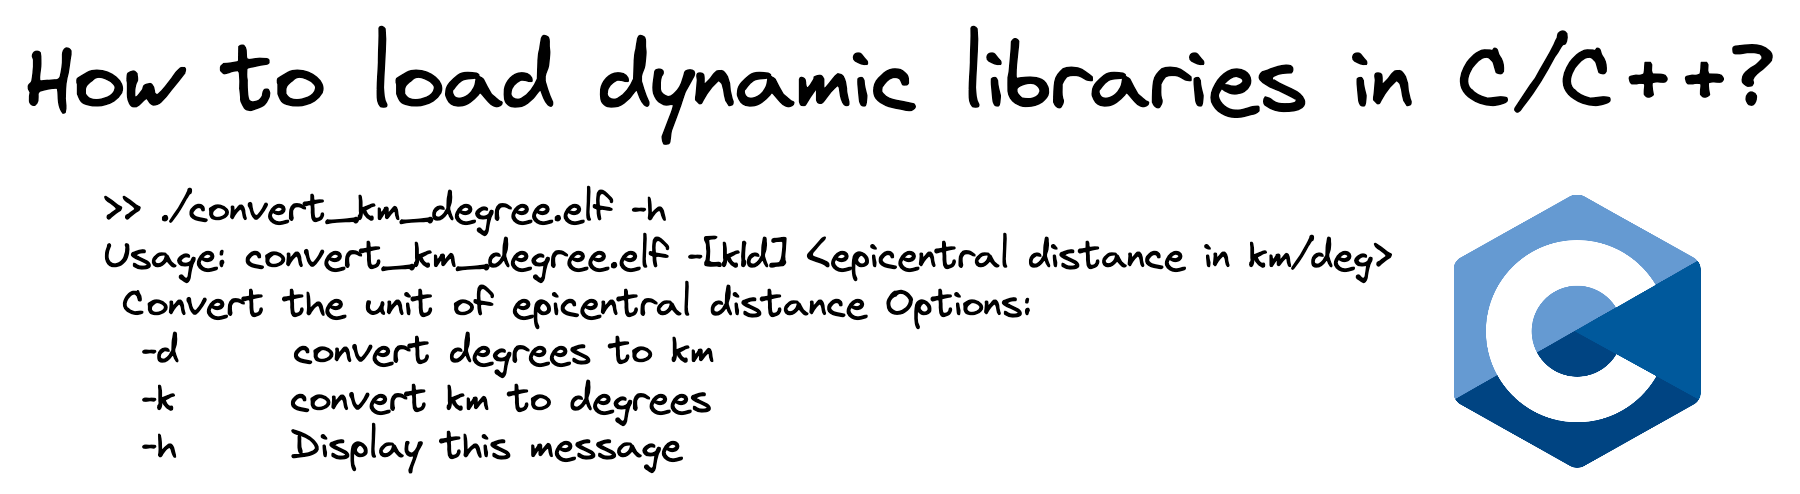 How to load dynamic libraries in C/C++?
>> ./convert_km_degree.elf -h
Usage: convert_km_degree.elf -[k|d] <epicentral distance in km/deg>
Convert the unit of epicentral distance Options:
-d convert degrees to km
-k convert km to degrees
-h Display this message
C